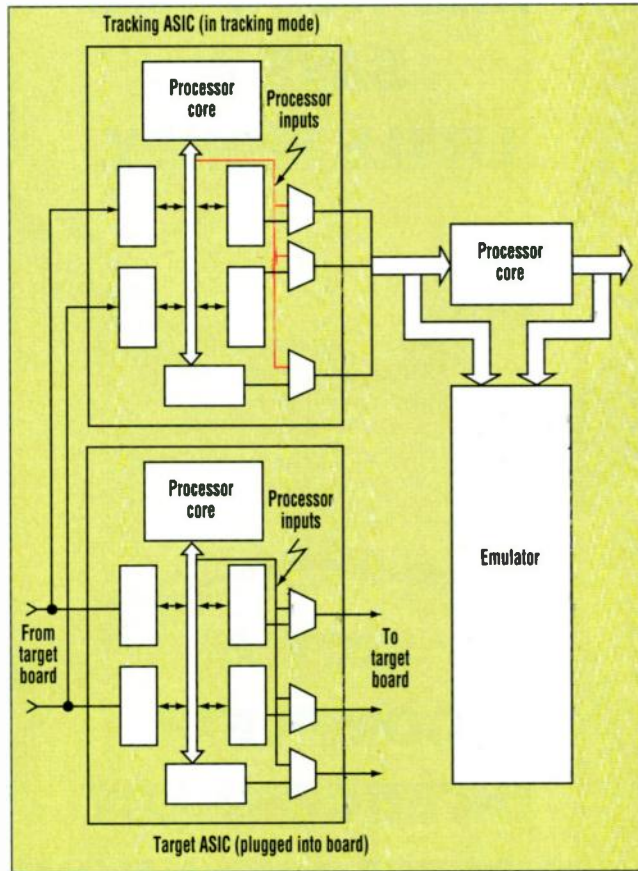 Tracking ASIC (in tracking mode)
Processor
core
Processor
inputs
Processor
core
Emulator
Processor
core
Processor
inputs
From
target
board
To
target
board
Target ASIC (plugged into board)